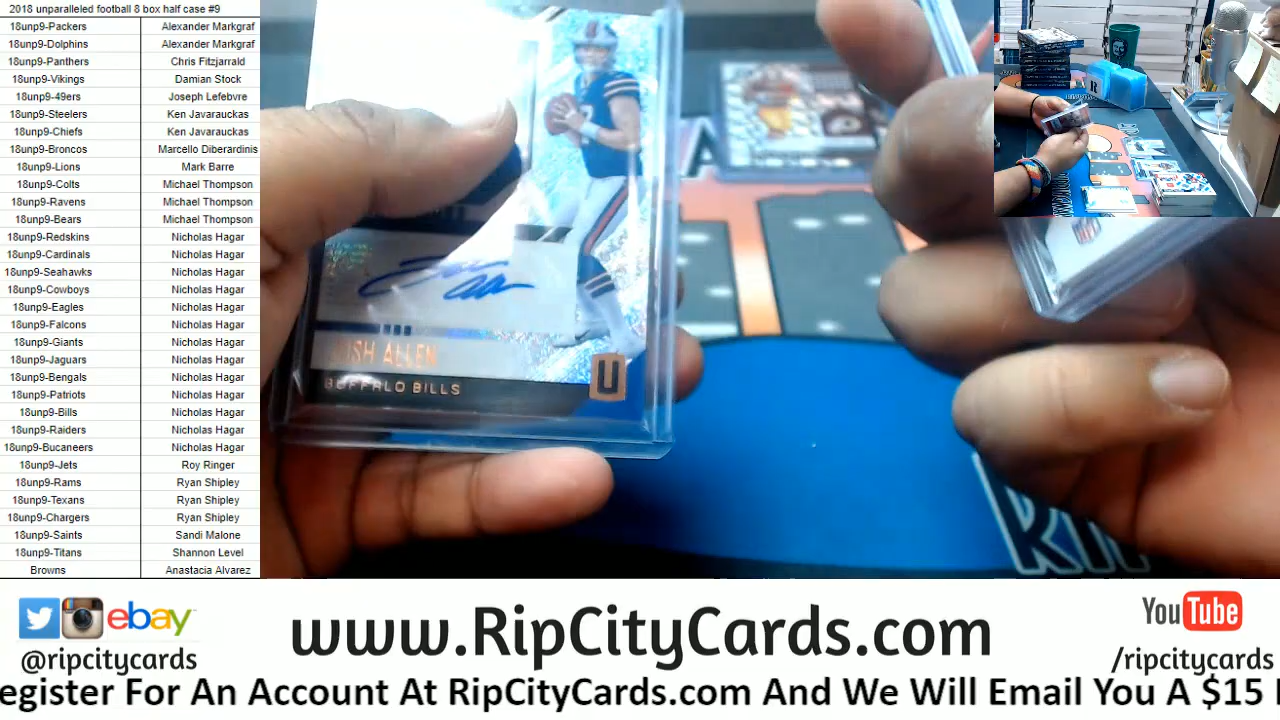 2018 unparalleled football 8 box half case #9
18unp9-Packers Alexander Markgraf
18unp9-Dolphins Alexander Markgraf
18unp9-Panthers Chris Fitzjarrald
18unp9-Vikings Damian Stock
18unp9-49ers Joseph Lefebvre
18unp9-Steelers Ken Javarauckas
18unp9-Chiefs Ken Javarauckas
18unp9-Broncos Marcello Diberardinis
18unp9-Lions Mark Barre
18unp9-Colts Michael Thompson
18unp9-Ravens Michael Thompson
18unp9-Bears Michael Thompson
18unp9-Redskins Nicholas Hagar
18unp9-Cardinals Nicholas Hagar
18unp9-Seahawks Nicholas Hagar
18unp9-Cowboys Nicholas Hagar
18unp9-Eagles Nicholas Hagar
18unp9-Falcons Nicholas Hagar
18unp9-Giants Nicholas Hagar
18unp9-Jaguars Nicholas Hagar
18unp9-Bengals Nicholas Hagar
18unp9-Patriots Nicholas Hagar
18unp9-Bills Nicholas Hagar
18unp9-Raiders Nicholas Hagar
18unp9-Bucaneers Nicholas Hagar
18unp9-Jets Roy Ringer
18unp9-Rams Ryan Shipley
18unp9-Texans Ryan Shipley
18unp9-Chargers Ryan Shipley
18unp9-Saints Sandi Malone
18unp9-Titans Shannon Level
Browns Anastacia Alvarez
ALLEN
BUFFALO BILLS
U
ebay
@ripcitycards
www.RipCityCards.com
YouTube
/ripcitycards
egister For An Account At RipCityCards.com And We Will Email You A $15